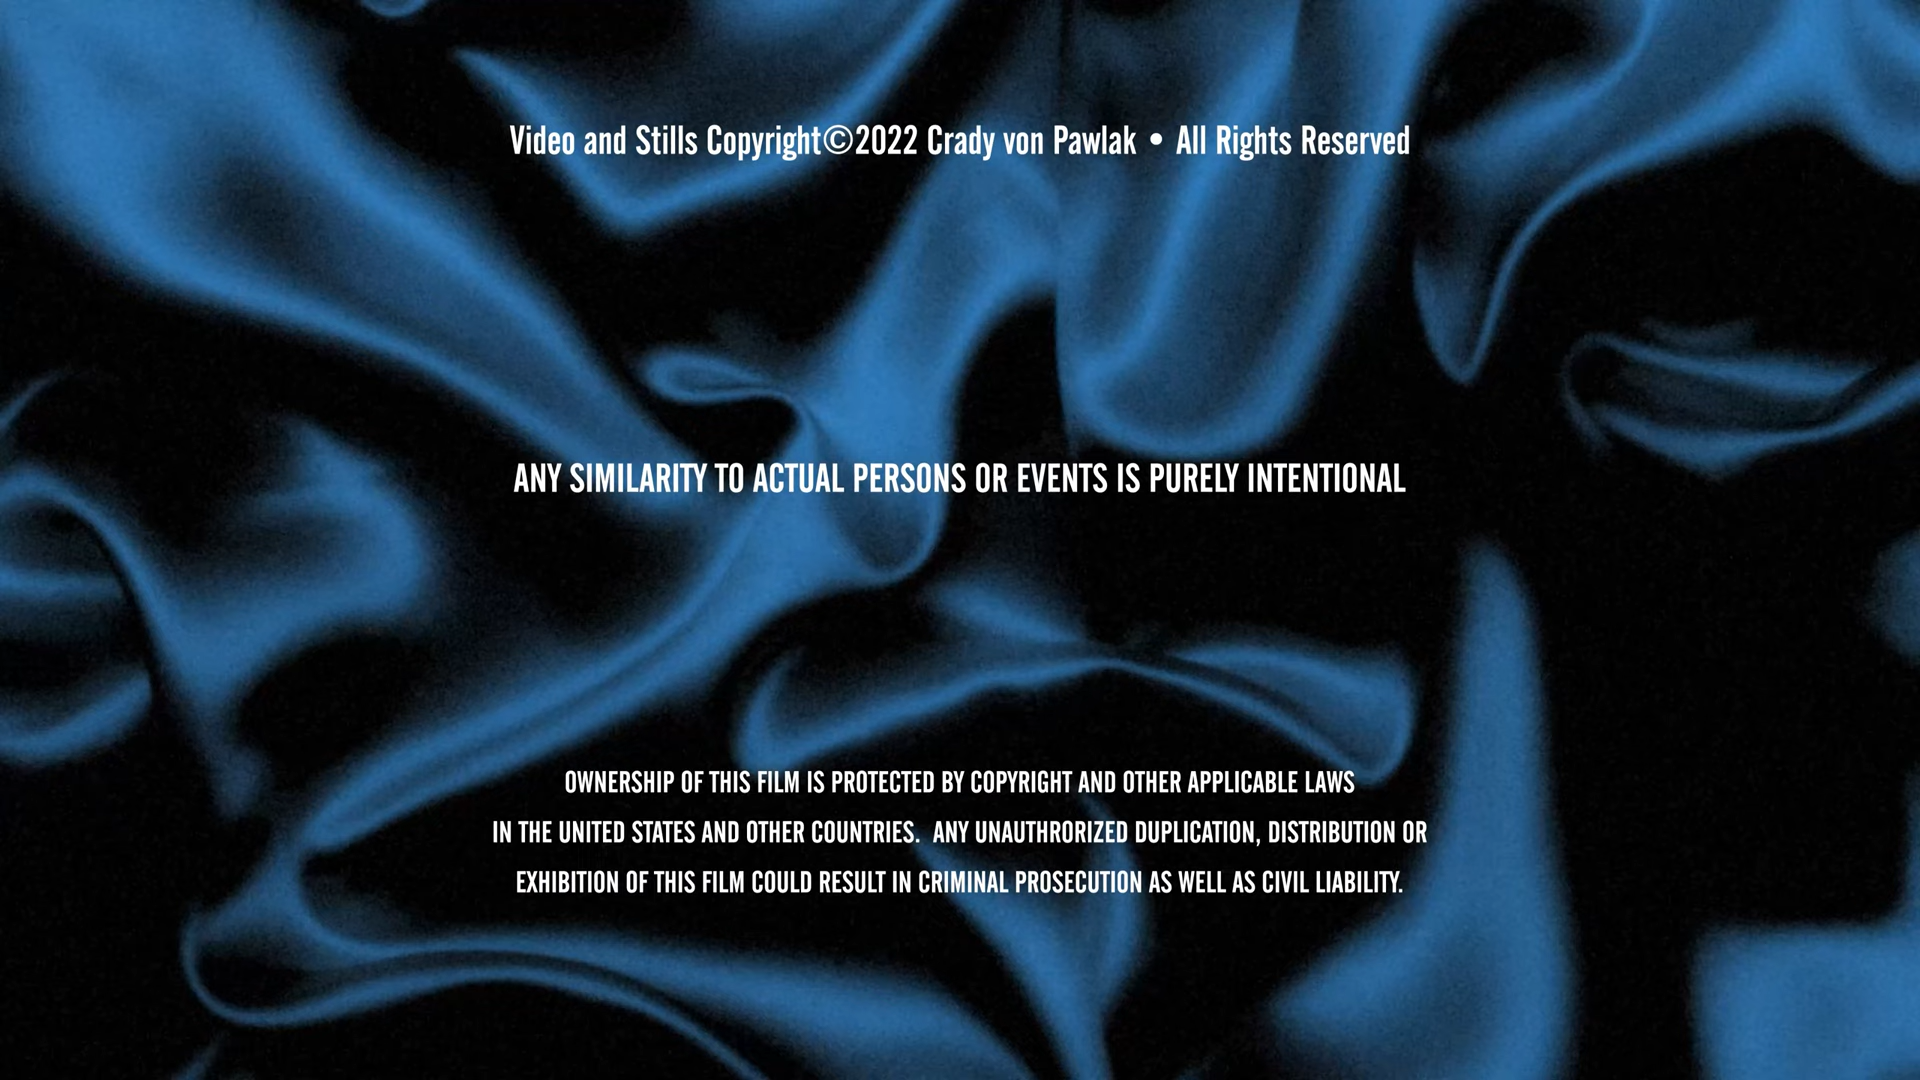 Video and Stills Copyright©2022 Crady von Pawlak • All Rights Reserved
ANY SIMILARITY TO ACTUAL PERSONS OR EVENTS IS PURELY INTENTIONAL
OWNERSHIP OF THIS FILM IS PROTECTED BY COPYRIGHT AND OTHER APPLICABLE LAWS
IN THE UNITED STATES AND OTHER COUNTRIES.  ANY UNAUTHRORIZED DUPLICATION, DISTRIBUTION OR
EXHIBITION OF THIS FILM COULD RESULT IN CRIMINAL PROSECUTION AS WELL AS CIVIL LIABILITY.